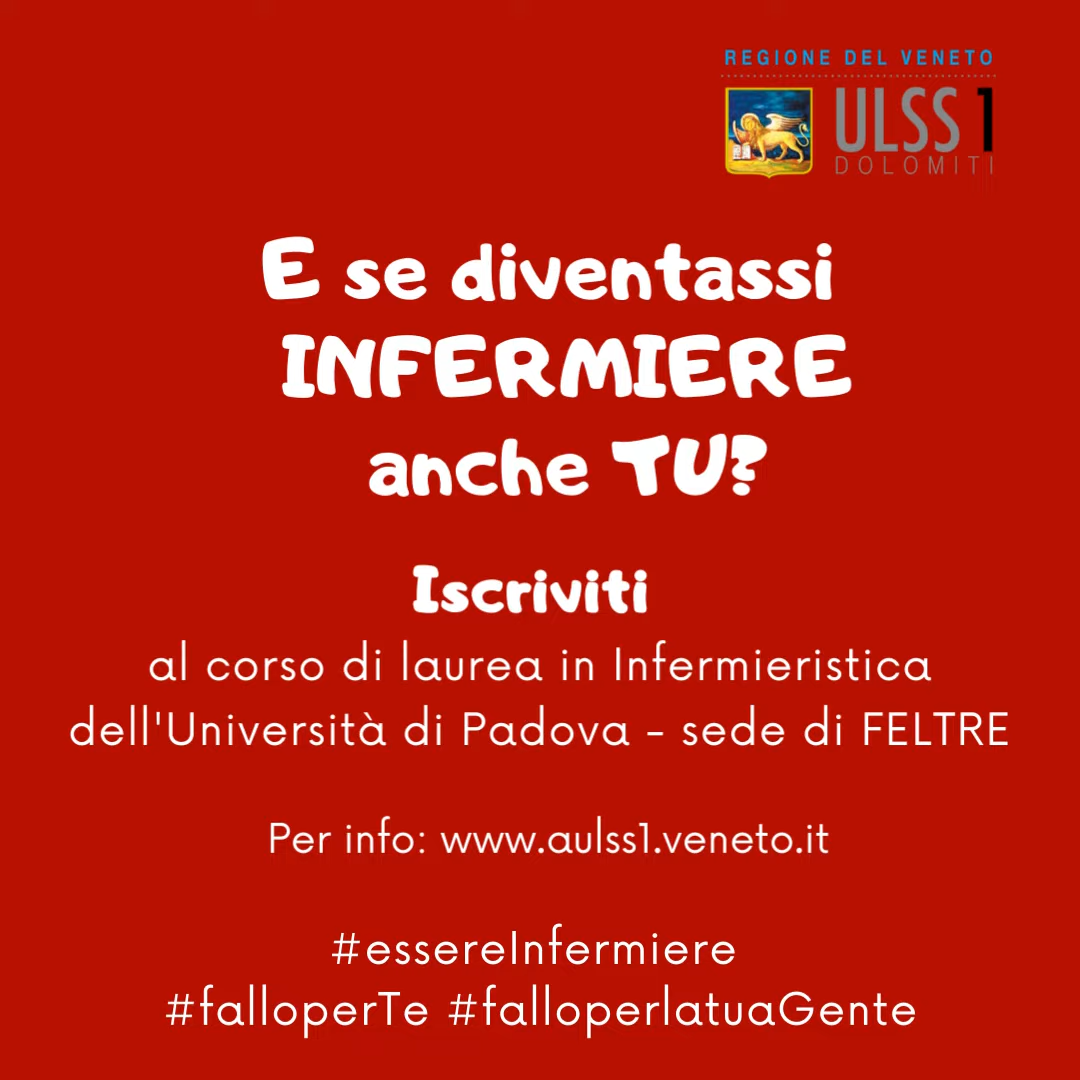 REGIONE DEL VENETO
ULSS 1
DOLOMITI
E se diventassi
INFERMIERE
anche TU?
Iscriviti
al corso di laurea in Infermieristica
dell'Università di Padova - sede di FELTRE
Per info: www.aulss1.veneto.it
#essereInfermiere
#falloperTe #falloperlatuaGente